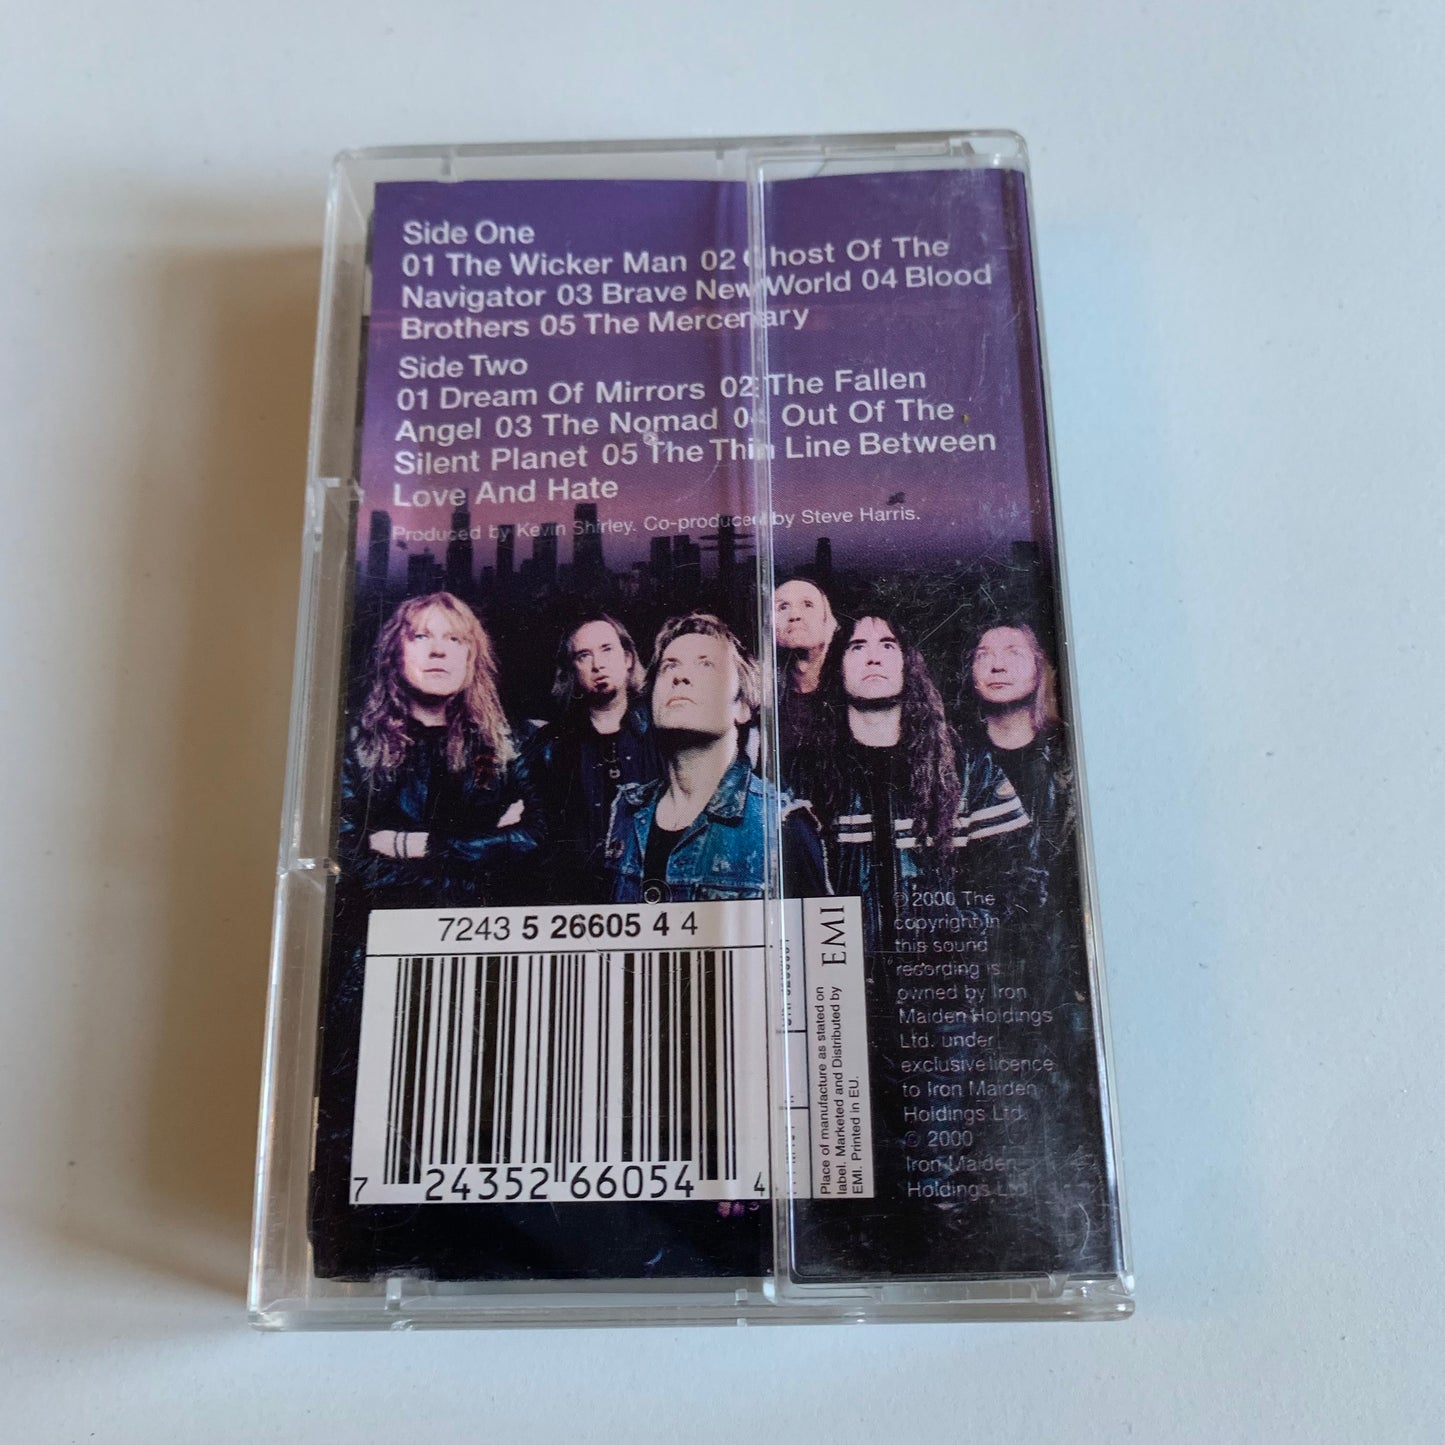 Side One
01 The Wicker Man 02 Ghost Of The
Navigator 03 Brave New World 04 Blood
Brothers 05 The Mercenary
Side Two
01 Dream Of Mirrors 02 The Fallen
Angel 03 The Nomad 04 Out Of The
Silent Planet 05 The Thin Line Between
Love And Hate
Produced by Kevin Shirley. Co-produced by Steve Harris.
7243 5 26605 4 4
7 24352 66054 4
EMI
Place of manufacture as stated on
label. Marketed and Distributed by
EMI. Printed in EU.
℗ 2000 The
copyright in
this sound
recording is
owned by Iron
Maiden Holdings
Ltd. under
exclusive licence
to Iron Maiden
Holdings Ltd.
© 2000
Iron Maiden
Holdings Ltd